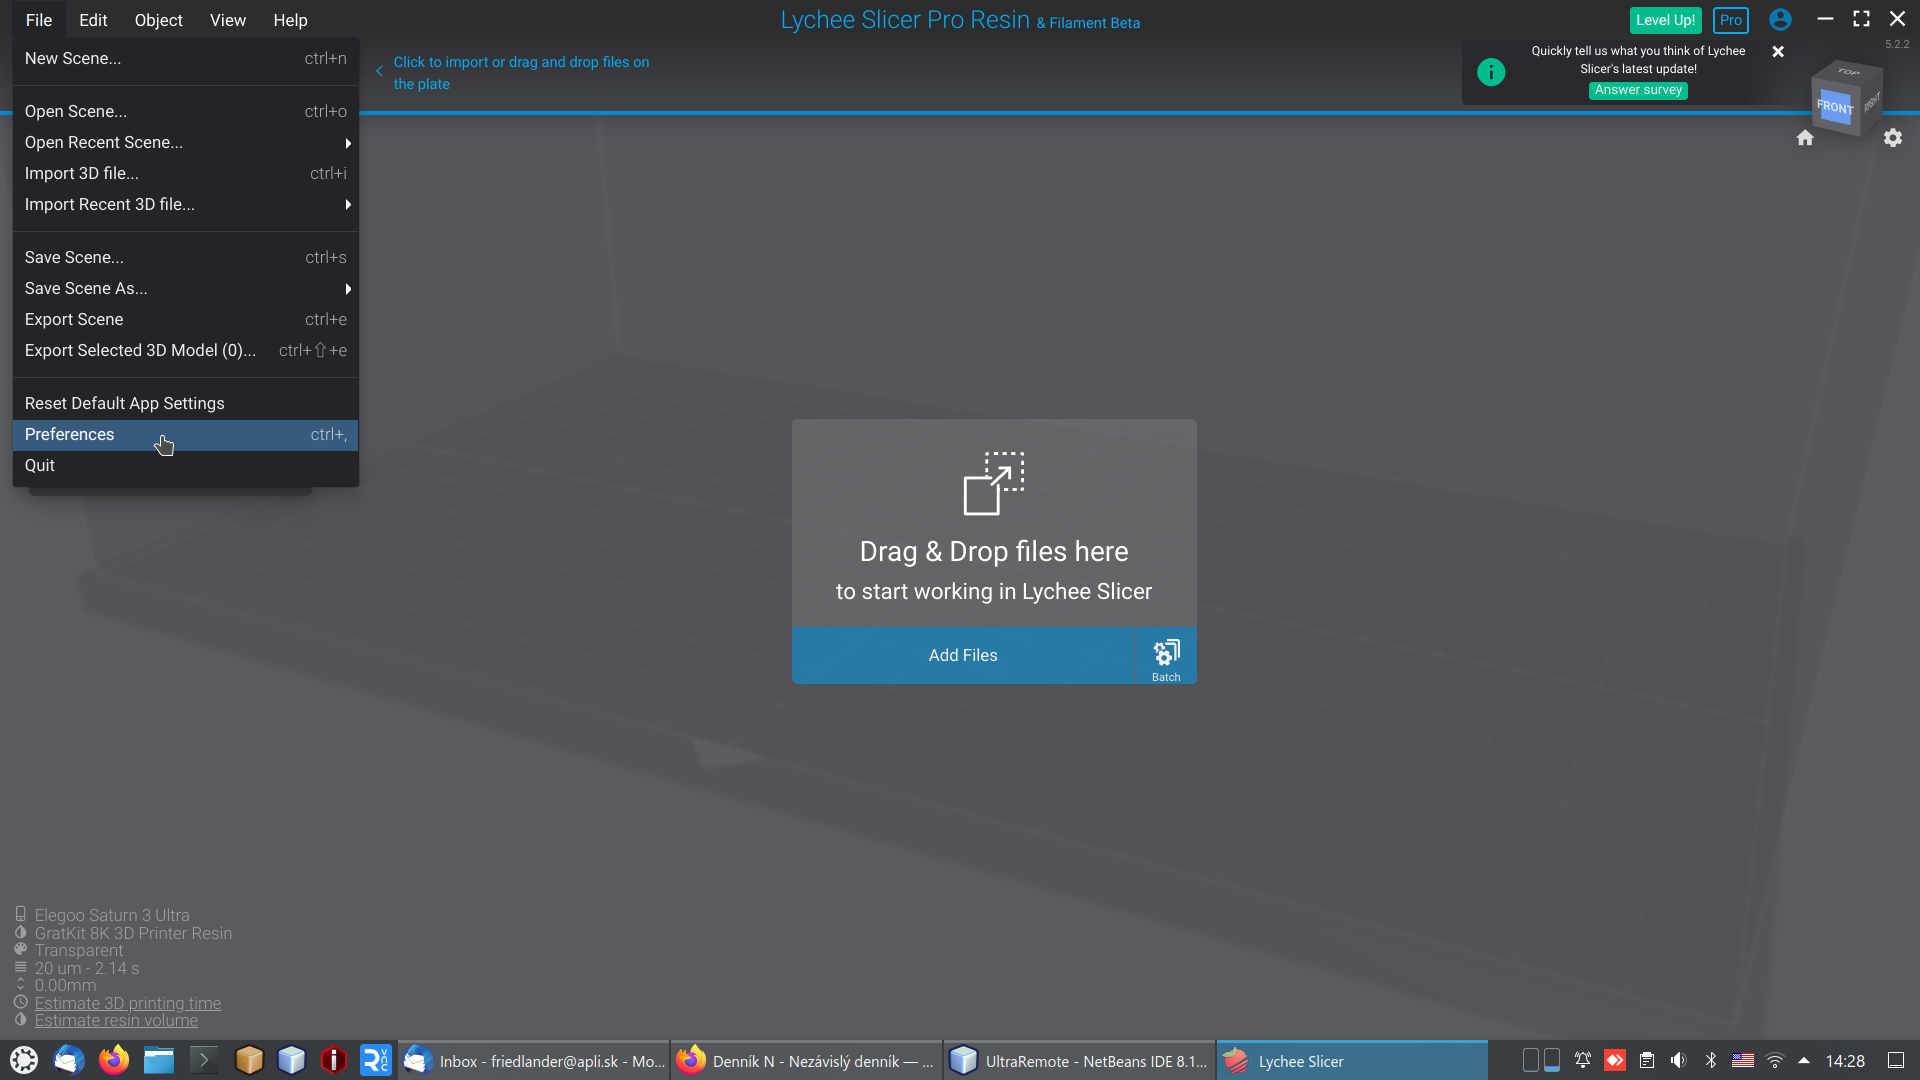 File Edit Object View Help
Lychee Slicer Pro Resin & Filament Beta
Level Up! Pro
5.2.2
New Scene... ctrl+n
Open Scene... ctrl+o
Open Recent Scene...
Import 3D file... ctrl+i
Import Recent 3D file...
Save Scene... ctrl+s
Save Scene As...
Export Scene ctrl+e
Export Selected 3D Model (0)... ctrl+⇧+e
Reset Default App Settings
Preferences ctrl+,
Quit
Click to import or drag and drop files on
the plate
Quickly tell us what you think of Lychee
Slicer's latest update!
Answer survey
TOP
FRONT
RIGHT
Drag & Drop files here
to start working in Lychee Slicer
Add Files
Batch
Elegoo Saturn 3 Ultra
GratKit 8K 3D Printer Resin
Transparent
20 um - 2.14 s
0.00mm
Estimate 3D printing time
Estimate resin volume
Inbox - friedlander@apli.sk - Mo...
Denník N - Nezávislý denník — ...
UltraRemote - NetBeans IDE 8.1...
Lychee Slicer
14:28